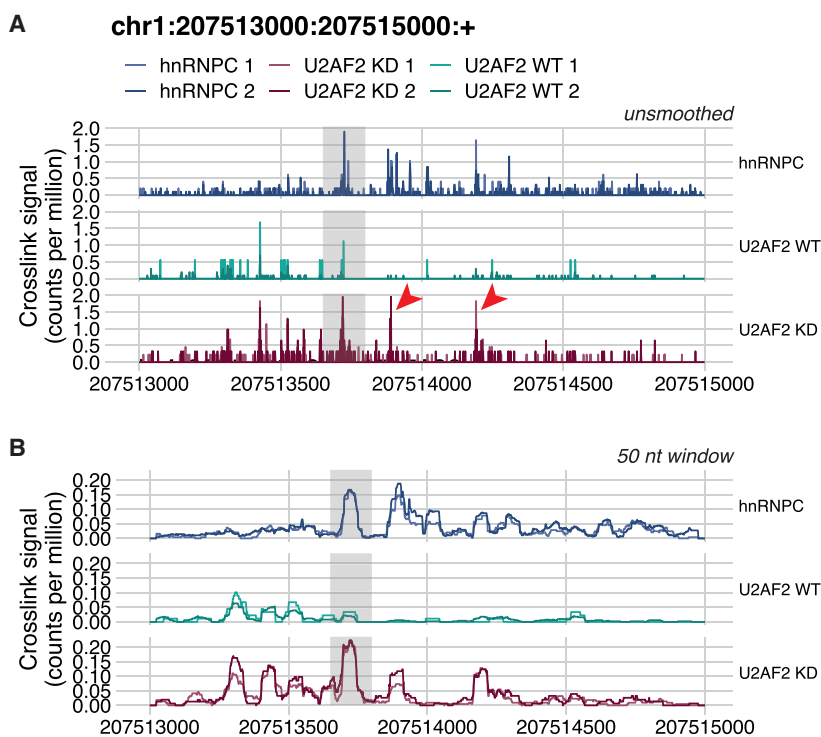 A
chr1:207513000:207515000:+
hnRNPC 1 U2AF2 KD 1 U2AF2 WT 1
hnRNPC 2 U2AF2 KD 2 U2AF2 WT 2
unsmoothed
Crosslink signal
(counts per million)
2.0
1.5
1.0
0.5
0.0
hnRNPC
2.0
1.5
1.0
0.5
0.0
U2AF2 WT
2.0
1.5
1.0
0.5
0.0
U2AF2 KD
207513000 207513500 207514000 207514500 207515000
B
50 nt window
Crosslink signal
(counts per million)
0.20
0.15
0.10
0.05
0.00
hnRNPC
0.20
0.15
0.10
0.05
0.00
U2AF2 WT
0.20
0.15
0.10
0.05
0.00
U2AF2 KD
207513000 207513500 207514000 207514500 207515000